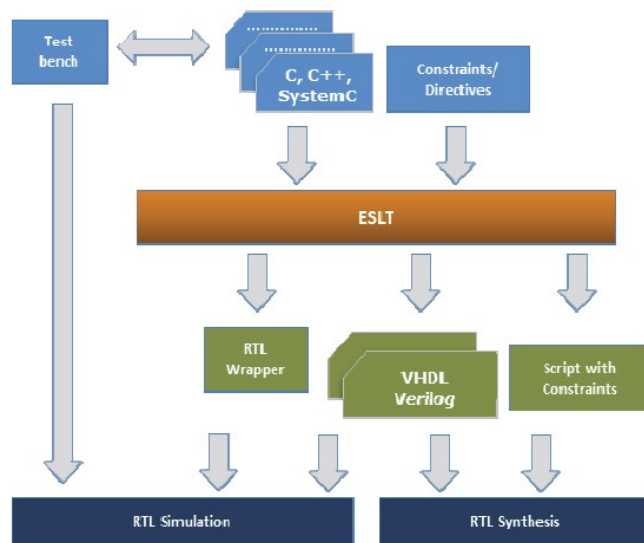 Test
bench
C, C++,
SystemC
Constraints/
Directives
ESLT
RTL
Wrapper
VHDL
Verilog
Script with
Constraints
RTL Simulation
RTL Synthesis